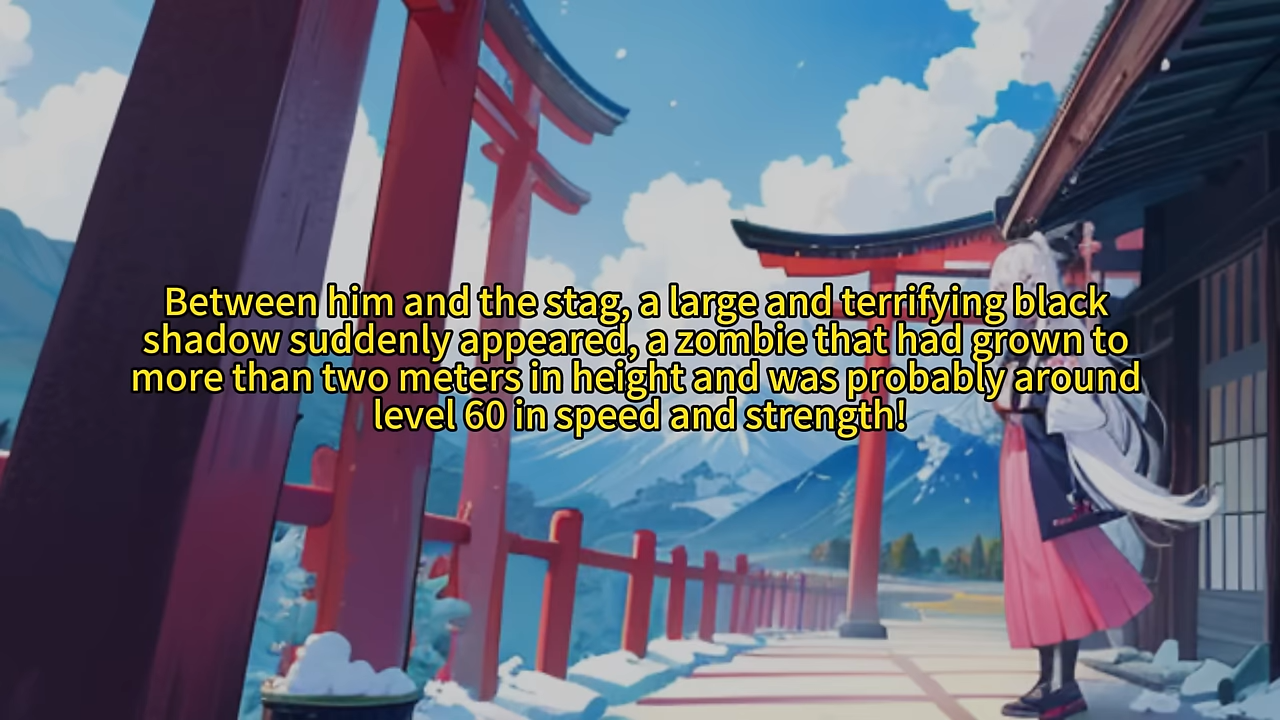 Between him and the stag, a large and terrifying black
shadow suddenly appeared, a zombie that had grown to
more than two meters in height and was probably around
level 60 in speed and strength!